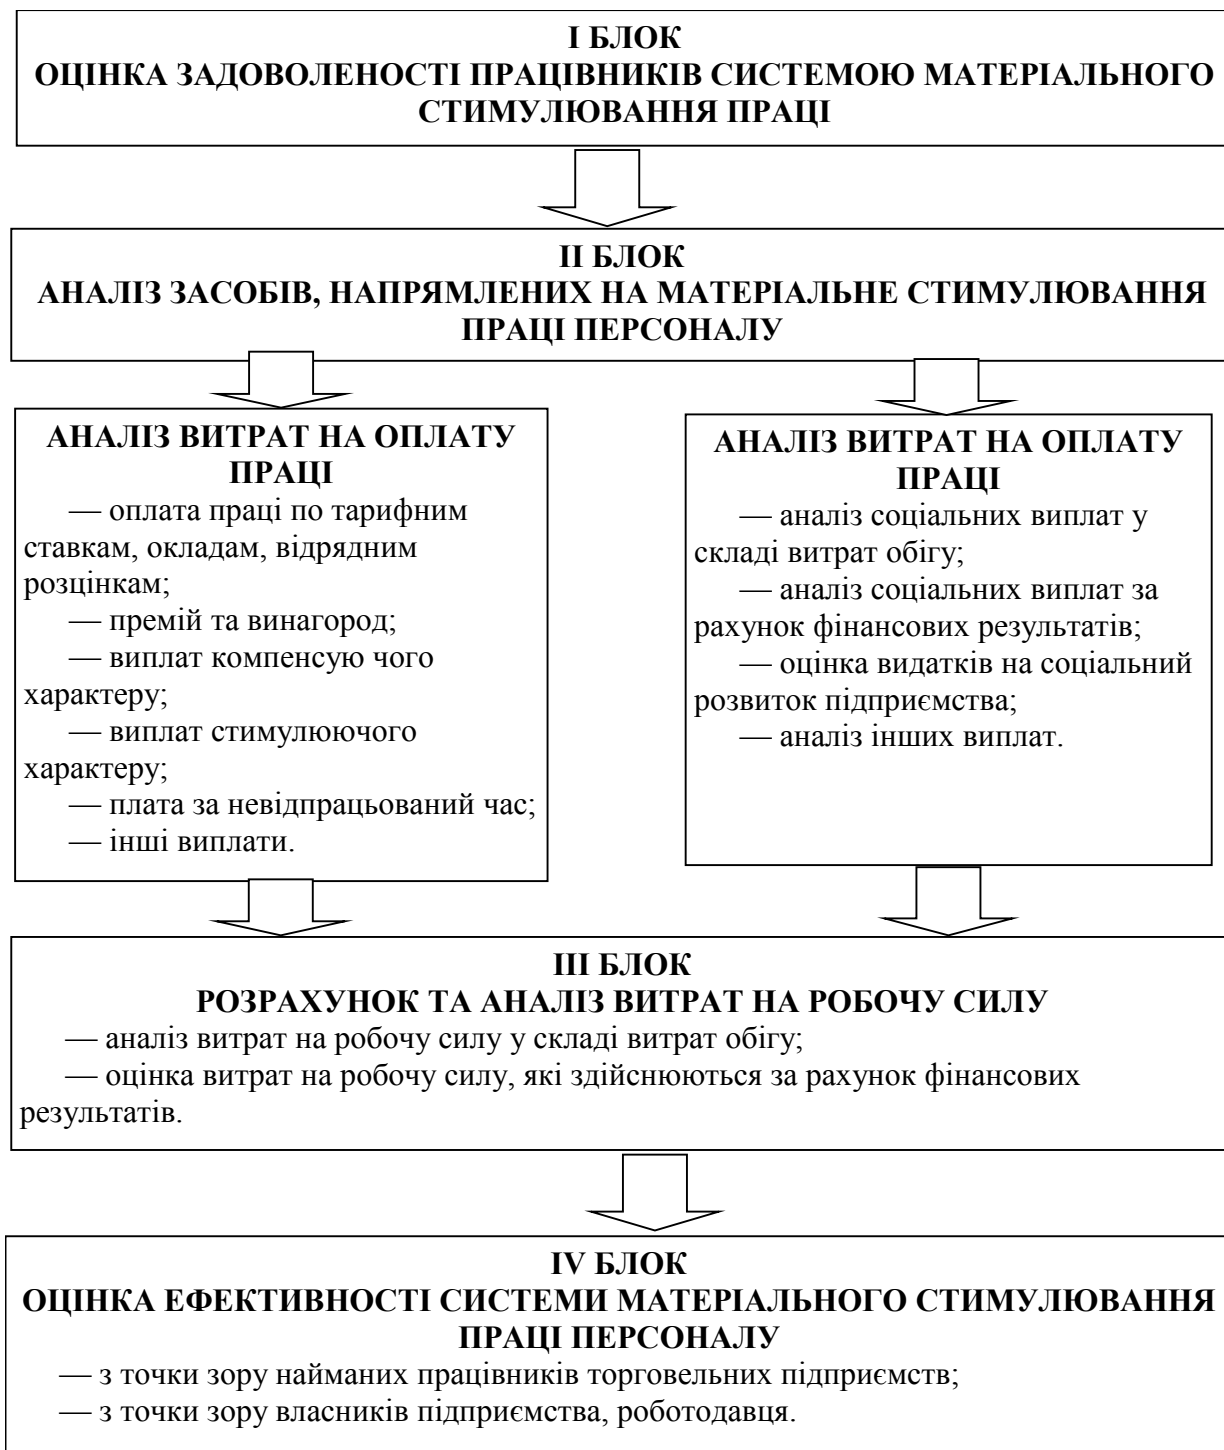 І БЛОК
ОЦІНКА ЗАДОВОЛЕНОСТІ ПРАЦІВНИКІВ СИСТЕМОЮ МАТЕРІАЛЬНОГО
СТИМУЛЮВАННЯ ПРАЦІ
ІІ БЛОК
АНАЛІЗ ЗАСОБІВ, НАПРЯМЛЕНИХ НА МАТЕРІАЛЬНЕ СТИМУЛЮВАННЯ
ПРАЦІ ПЕРСОНАЛУ
АНАЛІЗ ВИТРАТ НА ОПЛАТУ
ПРАЦІ
— оплата праці по тарифним
ставкам, окладам, відрядним
розцінкам;
— премій та винагород;
— виплат компенсую чого
характеру;
— виплат стимулюючого
характеру;
— плата за невідпрацьований час;
— інші виплати.
АНАЛІЗ ВИТРАТ НА ОПЛАТУ
ПРАЦІ
— аналіз соціальних виплат у
складі витрат обігу;
— аналіз соціальних виплат за
рахунок фінансових результатів;
— оцінка видатків на соціальний
розвиток підприємства;
— аналіз інших виплат.
ІІІ БЛОК
РОЗРАХУНОК ТА АНАЛІЗ ВИТРАТ НА РОБОЧУ СИЛУ
— аналіз витрат на робочу силу у складі витрат обігу;
— оцінка витрат на робочу силу, які здійснюються за рахунок фінансових
результатів.
IV БЛОК
ОЦІНКА ЕФЕКТИВНОСТІ СИСТЕМИ МАТЕРІАЛЬНОГО СТИМУЛЮВАННЯ
ПРАЦІ ПЕРСОНАЛУ
— з точки зору найманих працівників торговельних підприємств;
— з точки зору власників підприємства, роботодавця.